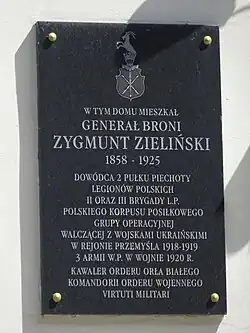 W TYM DOMU MIESZKAŁ
GENERAŁ BRONI
ZYGMUNT ZIELIŃSKI
1858 - 1925
DOWÓDCA 2 PUŁKU PIECHOTY
LEGIONÓW POLSKICH
II ORAZ III BRYGADY L.P.
POLSKIEGO KORPUSU POSIŁKOWEGO
GRUPY OPERACYJNEJ
WALCZĄCEJ Z WOJSKAMI UKRAIŃSKIMI
W REJONIE PRZEMYŚLA 1918-1919
3 ARMII W.P. W WOJNIE 1920 R.
KAWALER ORDERU ORŁA BIAŁEGO
KOMANDORII ORDERU WOJENNEGO
VIRTUTI MILITARI